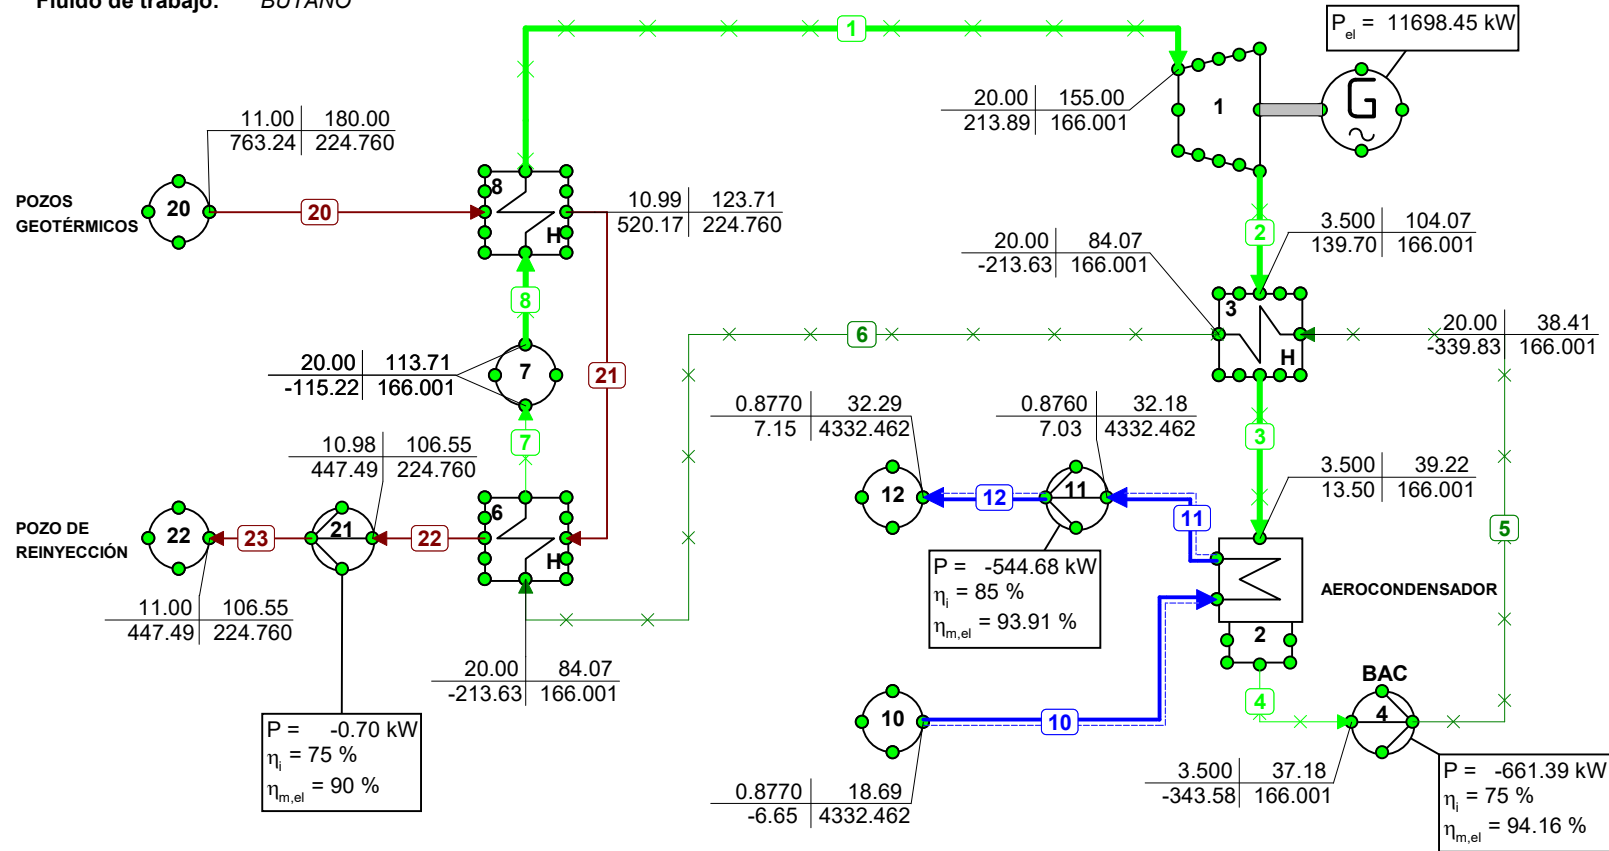 Fluido de trabajo: BUTANO
1
P_el = 11698.45 kW
G
20.00 155.00
213.89 166.001
1
11.00 180.00
763.24 224.760
POZOS
GEOTÉRMICOS
20
20
8
H
10.99 123.71
520.17 224.760
2
3.500 104.07
139.70 166.001
20.00 84.07
-213.63 166.001
8
3
H
6
20.00 38.41
-339.83 166.001
20.00 113.71
-115.22 166.001
7
21
0.8770 32.29
7.15 4332.462
0.8760 32.18
7.03 4332.462
7
3
10.98 106.55
447.49 224.760
3.500 39.22
13.50 166.001
12
12
11
11
5
POZO DE
REINYECCIÓN
22
23
21
22
6
H
P = -544.68 kW
ηi = 85 %
ηm,el = 93.91 %
AEROCONDENSADOR
2
11.00 106.55
447.49 224.760
20.00 84.07
-213.63 166.001
BAC
4
4
10
10
P = -0.70 kW
ηi = 75 %
ηm,el = 90 %
0.8770 18.69
-6.65 4332.462
3.500 37.18
-343.58 166.001
P = -661.39 kW
ηi = 75 %
ηm,el = 94.16 %